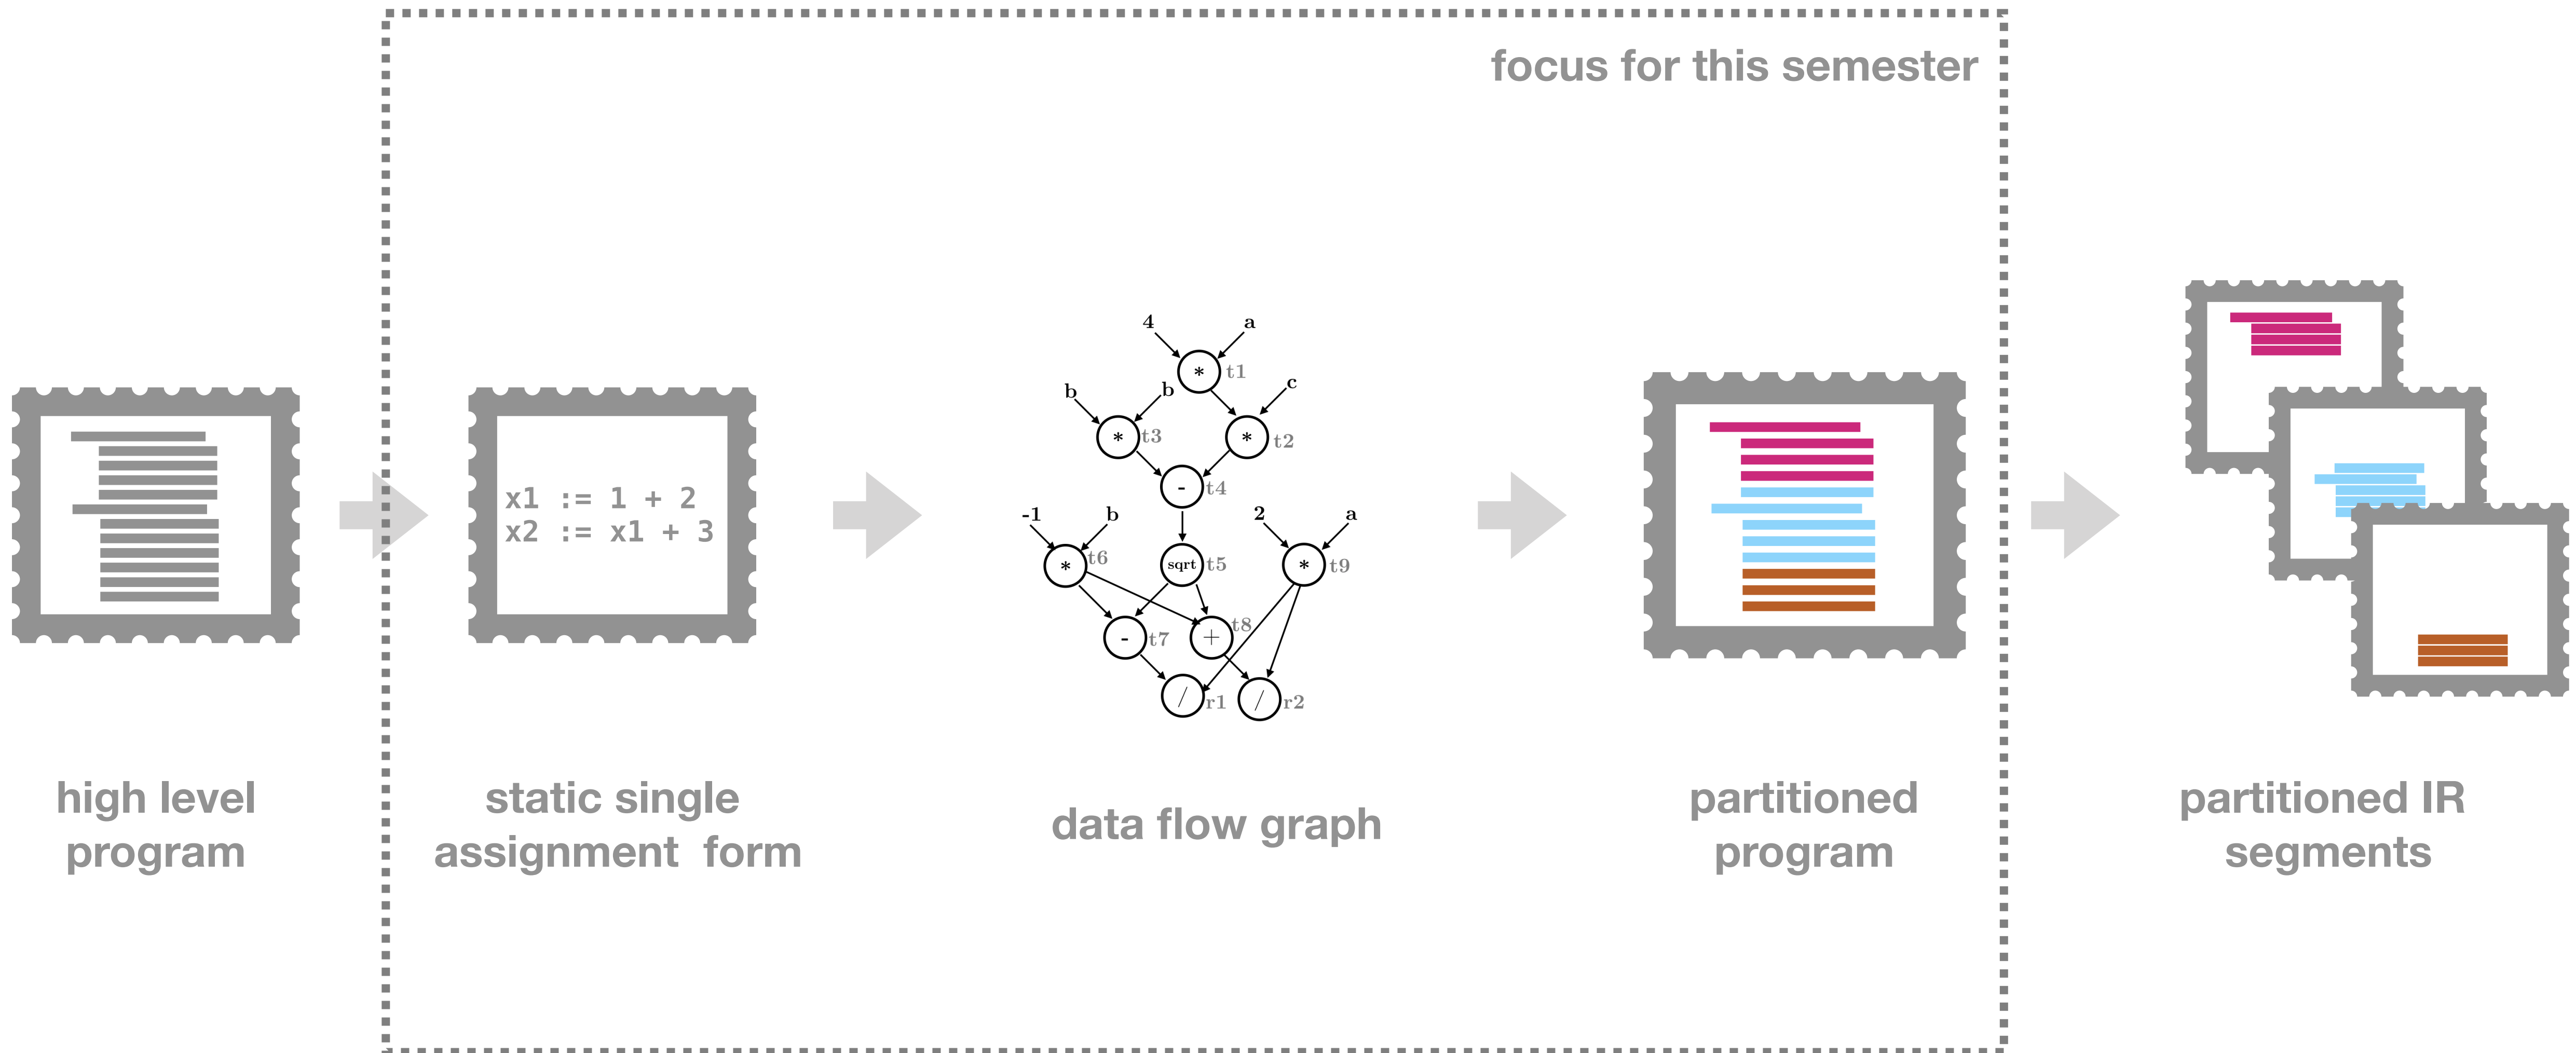 focus for this semester
x1 := 1 + 2
x2 := x1 + 3
4 a
* t1
b b c
* t3 * t2
- t4
-1 b 2 a
* t6 sqrt t5 * t9
- t7 + t8
/ r1 / r2
high level
program
static single
assignment form
data flow graph
partitioned
program
partitioned IR
segments